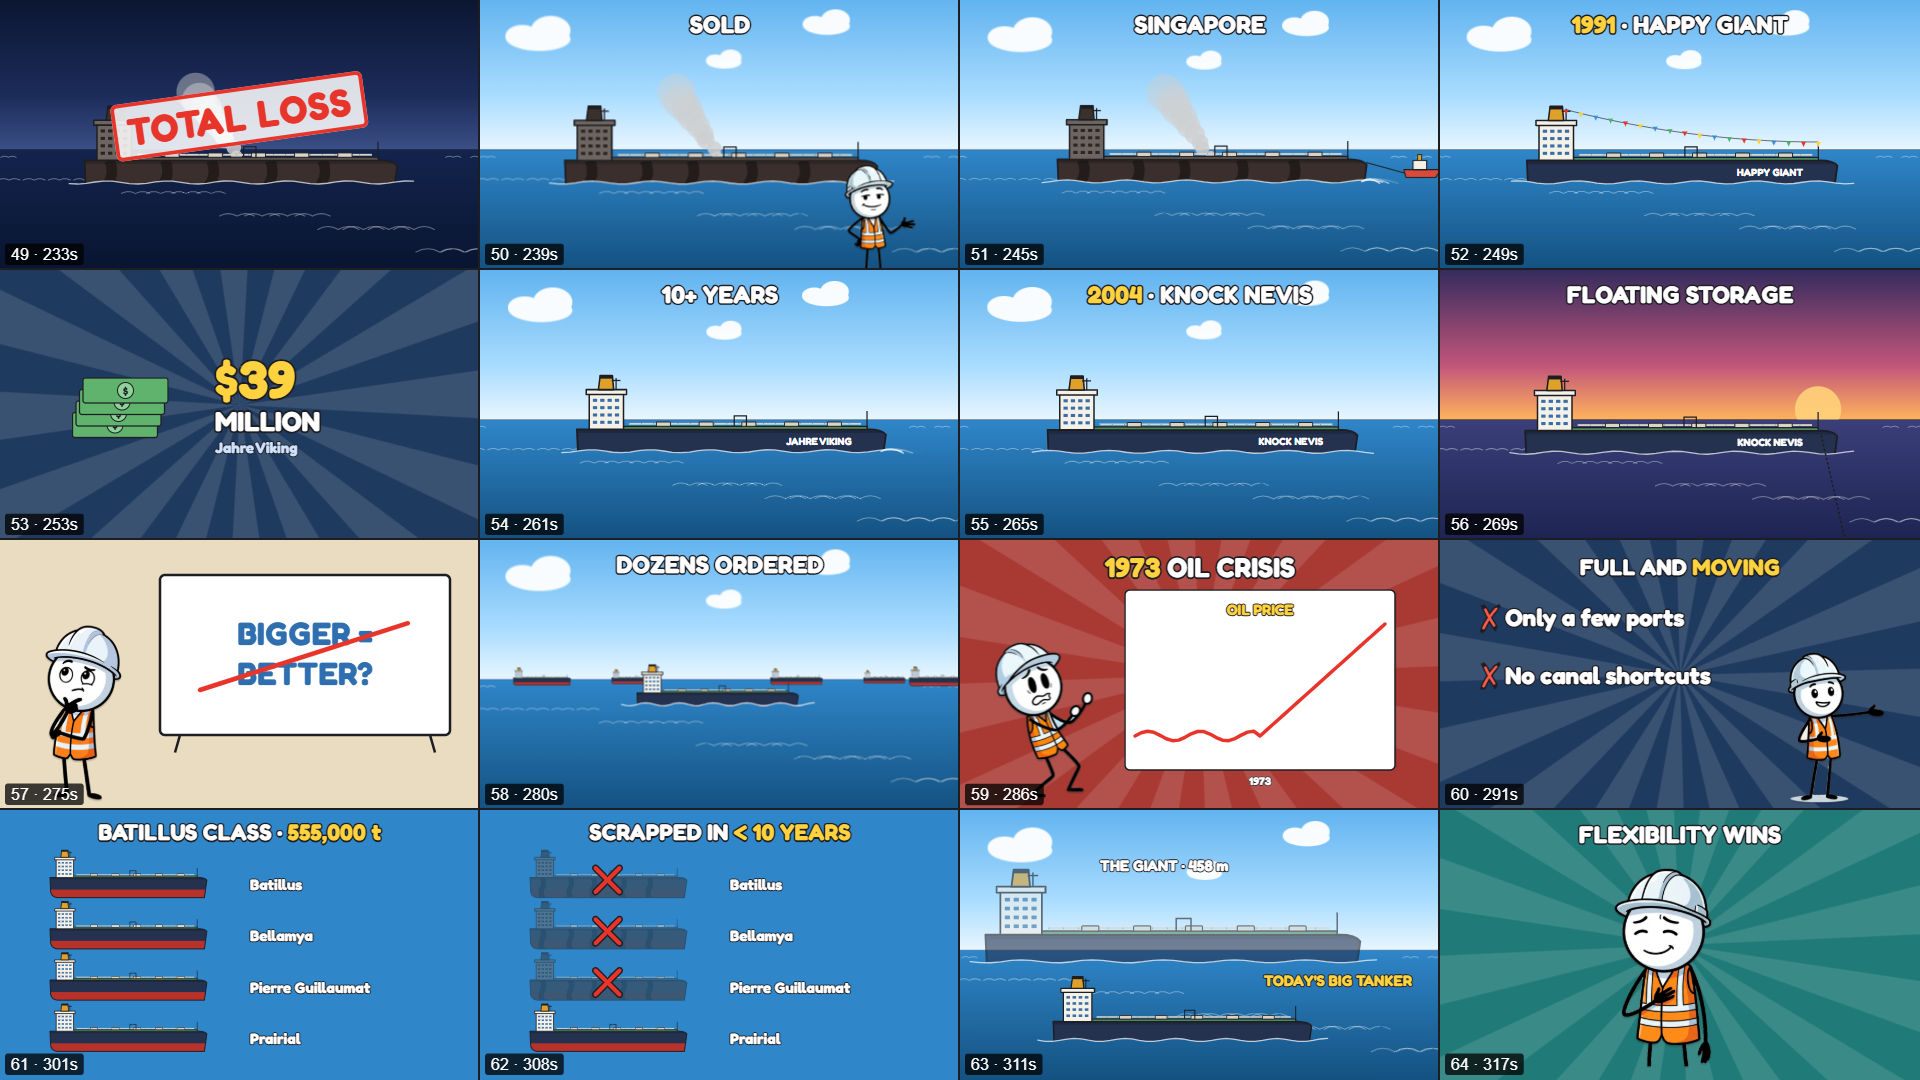 TOTAL LOSS
49 · 233s
SOLD
50 · 239s
SINGAPORE
51 · 245s
1991 · HAPPY GIANT
HAPPY GIANT
52 · 249s
$39
MILLION
Jahre Viking
53 · 253s
10+ YEARS
JAHRE VIKING
54 · 261s
2004 · KNOCK NEVIS
KNOCK NEVIS
55 · 265s
FLOATING STORAGE
KNOCK NEVIS
56 · 269s
BIGGER =
BETTER?
57 · 275s
DOZENS ORDERED
58 · 280s
1973 OIL CRISIS
OIL PRICE
1973
59 · 286s
FULL AND MOVING
Only a few ports
No canal shortcuts
60 · 291s
BATILLUS CLASS · 555,000 t
Batillus
Bellamya
Pierre Guillaumat
Prairial
61 · 301s
SCRAPPED IN < 10 YEARS
Batillus
Bellamya
Pierre Guillaumat
Prairial
62 · 308s
THE GIANT · 458 m
TODAY'S BIG TANKER
63 · 311s
FLEXIBILITY WINS
64 · 317s